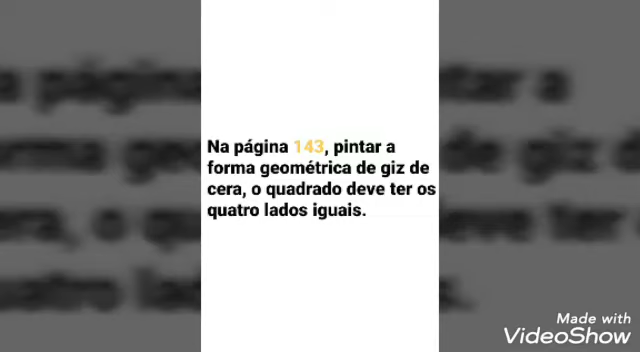 Na página 143, pintar a
forma geométrica de giz de
cera, o quadrado deve ter os
quatro lados iguais.
Made with
VideoShow